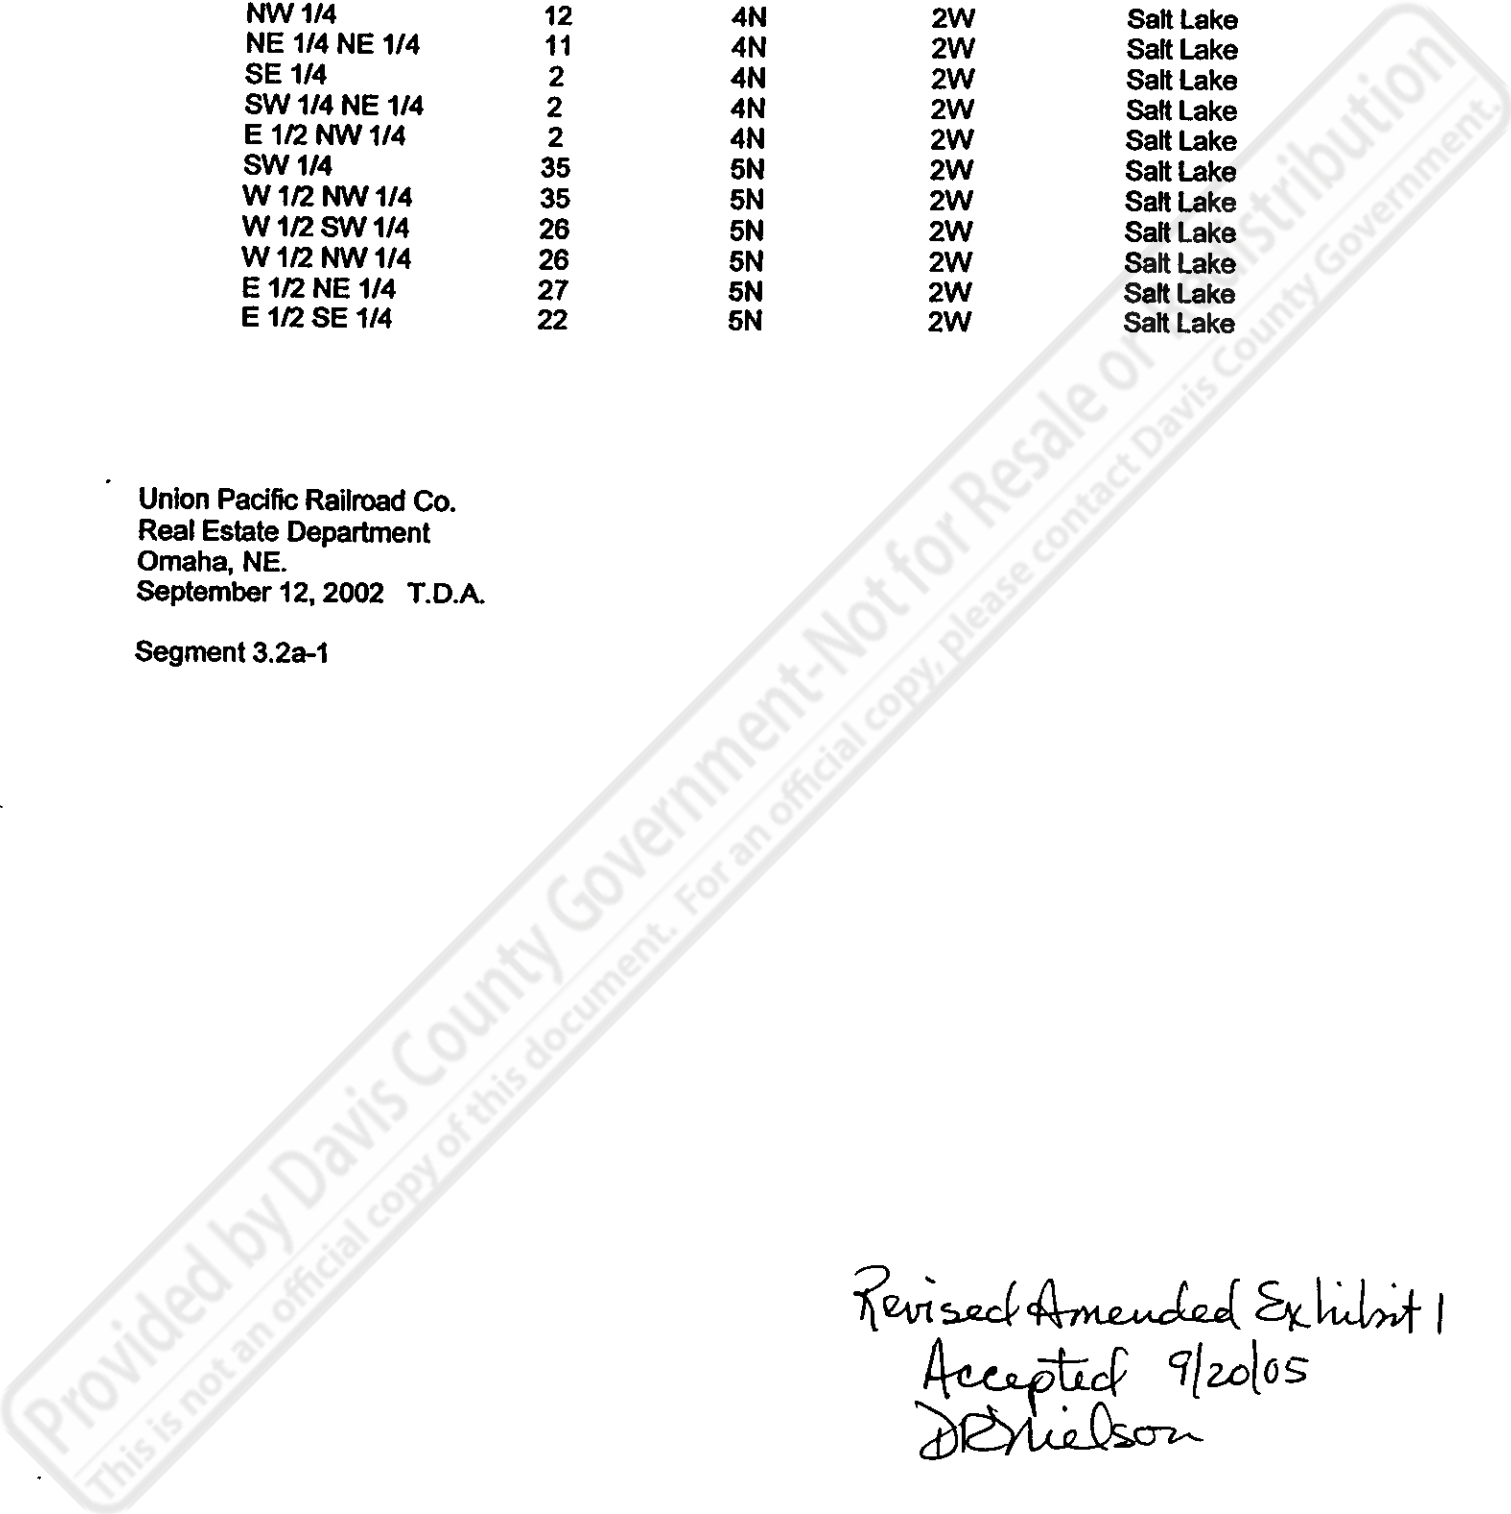 NW 1/4 12 4N 2W Salt Lake
NE 1/4 NE 1/4 11 4N 2W Salt Lake
SE 1/4 2 4N 2W Salt Lake
SW 1/4 NE 1/4 2 4N 2W Salt Lake
E 1/2 NW 1/4 2 4N 2W Salt Lake
SW 1/4 35 5N 2W Salt Lake
W 1/2 NW 1/4 35 5N 2W Salt Lake
W 1/2 SW 1/4 26 5N 2W Salt Lake
W 1/2 NW 1/4 26 5N 2W Salt Lake
E 1/2 NE 1/4 27 5N 2W Salt Lake
E 1/2 SE 1/4 22 5N 2W Salt Lake
Union Pacific Railroad Co.
Real Estate Department
Omaha, NE.
September 12, 2002 T.D.A.
Segment 3.2a-1
Provided by Davis County Government-Not for Resale or Distribution
This is not an official copy of this document. For an official copy, please contact Davis County Government.
Revised Amended Exhibit 1
Accepted 9/20/05
DRNielson